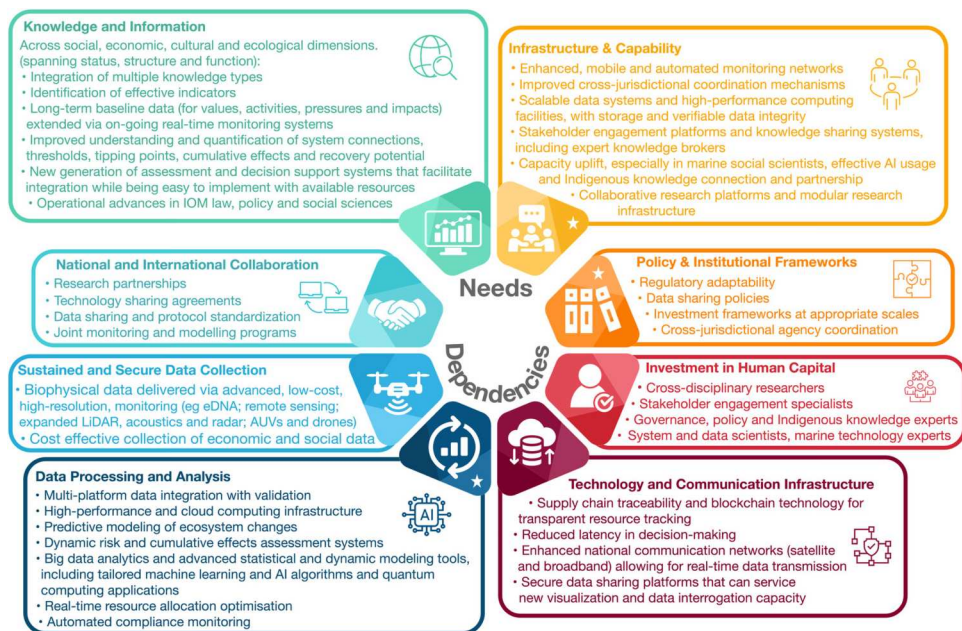 Knowledge and Information
Across social, economic, cultural and ecological dimensions.
(spanning status, structure and function):
• Integration of multiple knowledge types
• Identification of effective indicators
• Long-term baseline data (for values, activities, pressures and impacts)
extended via on-going real-time monitoring systems
• Improved understanding and quantification of system connections,
thresholds, tipping points, cumulative effects and recovery potential
• New generation of assessment and decision support systems that facilitate
integration while being easy to implement with available resources
• Operational advances in IOM law, policy and social sciences
Infrastructure & Capability
• Enhanced, mobile and automated monitoring networks
• Improved cross-jurisdictional coordination mechanisms
• Scalable data systems and high-performance computing
facilities, with storage and verifiable data integrity
• Stakeholder engagement platforms and knowledge sharing systems,
including expert knowledge brokers
• Capacity uplift, especially in marine social scientists, effective AI usage
and Indigenous knowledge connection and partnership
• Collaborative research platforms and modular research
infrastructure
Needs
National and International Collaboration
• Research partnerships
• Technology sharing agreements
• Data sharing and protocol standardization
• Joint monitoring and modelling programs
Policy & Institutional Frameworks
• Regulatory adaptability
• Data sharing policies
• Investment frameworks at appropriate scales
• Cross-jurisdictional agency coordination
Dependencies
Sustained and Secure Data Collection
• Biophysical data delivered via advanced, low-cost,
high-resolution, monitoring (eg eDNA; remote sensing;
expanded LiDAR, acoustics and radar; AUVs and drones)
• Cost effective collection of economic and social data
Investment in Human Capital
• Cross-disciplinary researchers
• Stakeholder engagement specialists
• Governance, policy and Indigenous knowledge experts
• System and data scientists, marine technology experts
Data Processing and Analysis
• Multi-platform data integration with validation
• High-performance and cloud computing infrastructure
• Predictive modeling of ecosystem changes
• Dynamic risk and cumulative effects assessment systems
• Big data analytics and advanced statistical and dynamic modeling tools,
including tailored machine learning and AI algorithms and quantum
computing applications
• Real-time resource allocation optimisation
• Automated compliance monitoring
AI
Technology and Communication Infrastructure
• Supply chain traceability and blockchain technology for
transparent resource tracking
• Reduced latency in decision-making
• Enhanced national communication networks (satellite
and broadband) allowing for real-time data transmission
• Secure data sharing platforms that can service
new visualization and data interrogation capacity